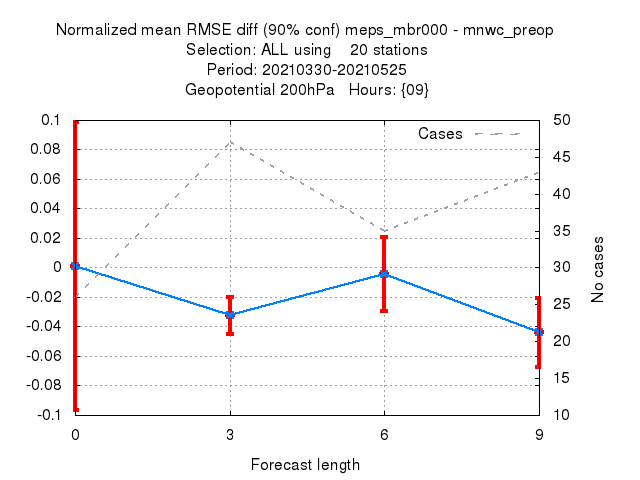 Normalized mean RMSE diff (90% conf) meps_mbr000 - mnwc_preop
Selection: ALL using 20 stations
Period: 20210330-20210525
Geopotential 200hPa Hours: {09}
Cases
0.1
0.08
0.06
0.04
0.02
0
-0.02
-0.04
-0.06
-0.08
-0.1
50
45
40
35
30
25
20
15
10
No cases
0 3 6 9
Forecast length